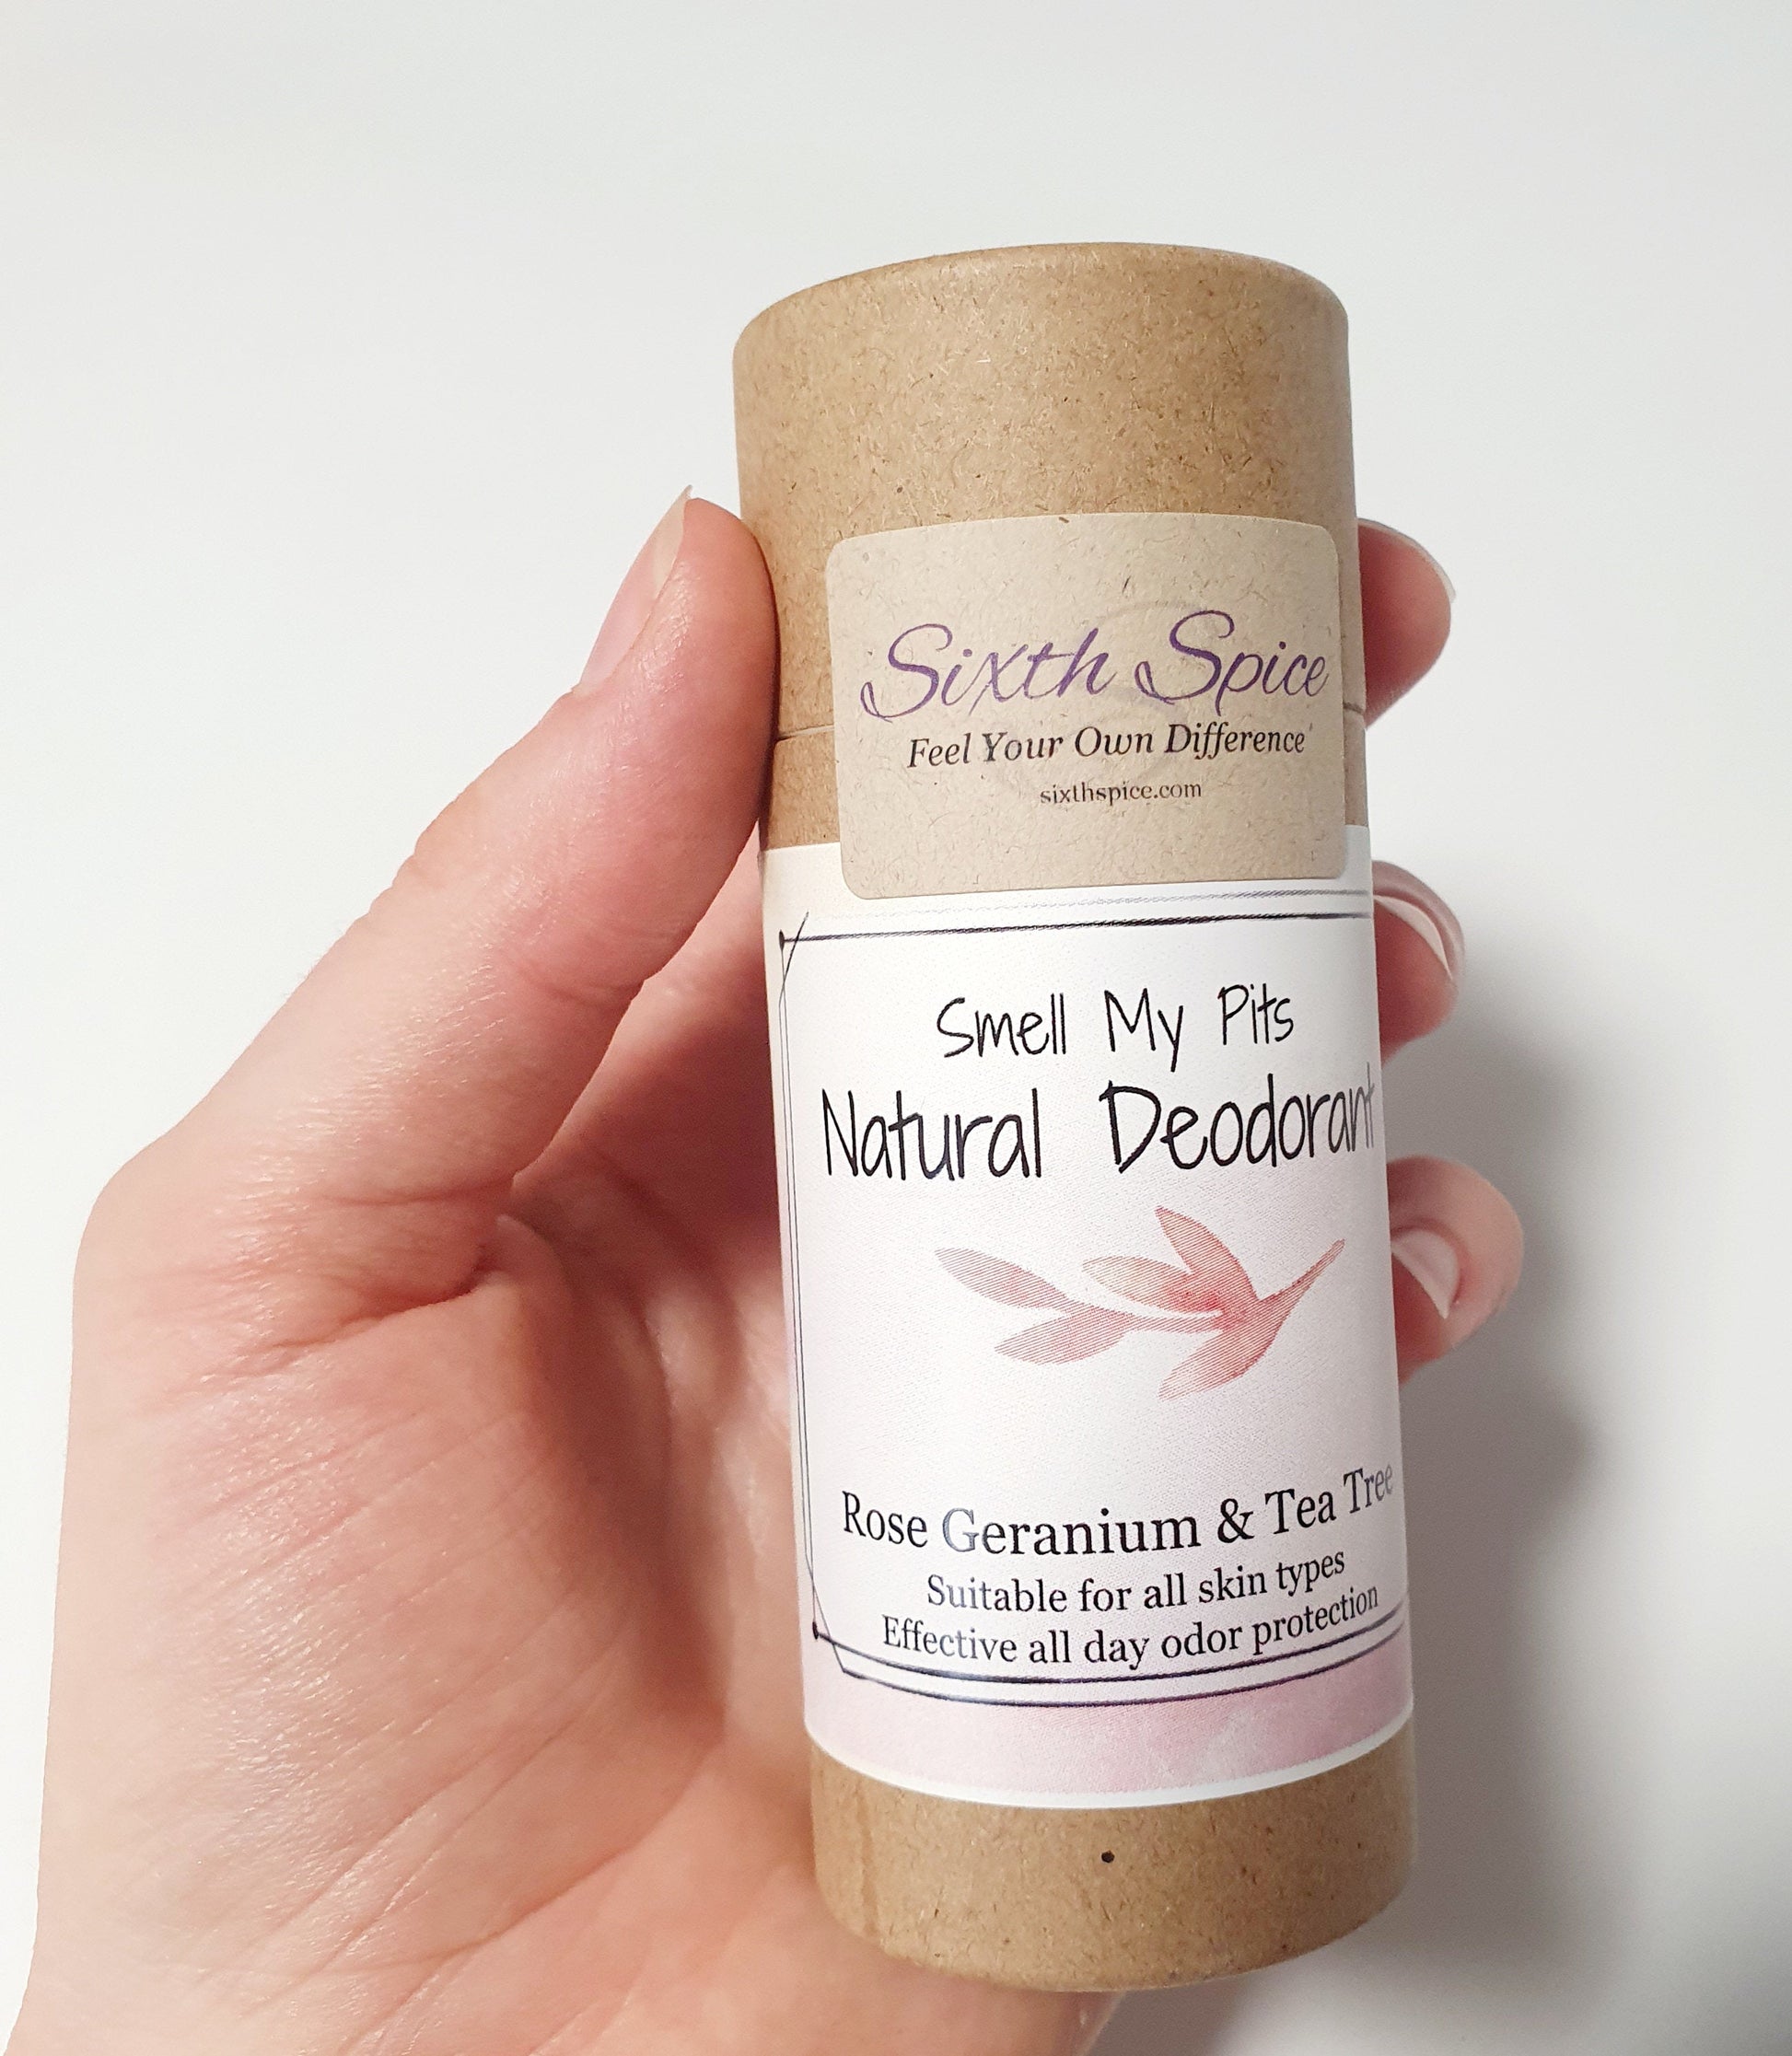 Sixth Spice
Feel Your Own Difference
sixthspice.com
Smell My Pits
Natural Deodorant
Rose Geranium & Tea Tree
Suitable for all skin types
Effective all day odor protection